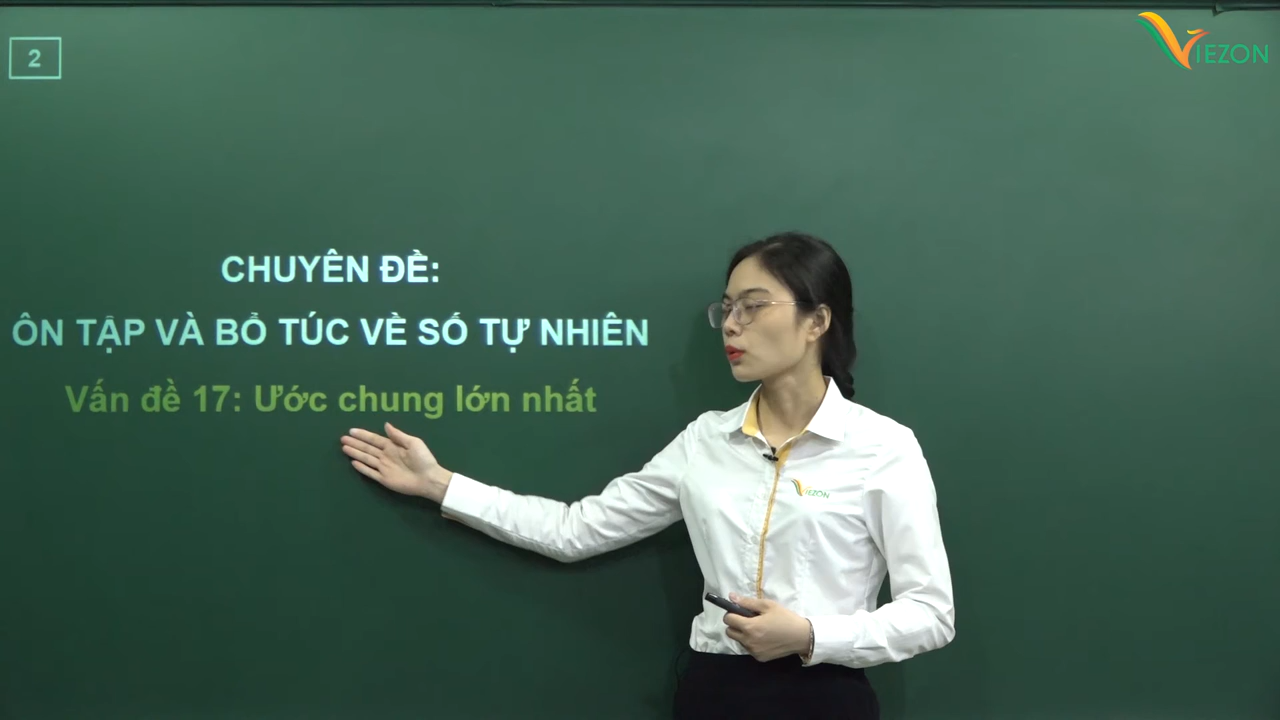 2
VIEZON
CHUYÊN ĐỀ:
ÔN TẬP VÀ BỔ TÚC VỀ SỐ TỰ NHIÊN
Vấn đề 17: Ước chung lớn nhất
VIEZON